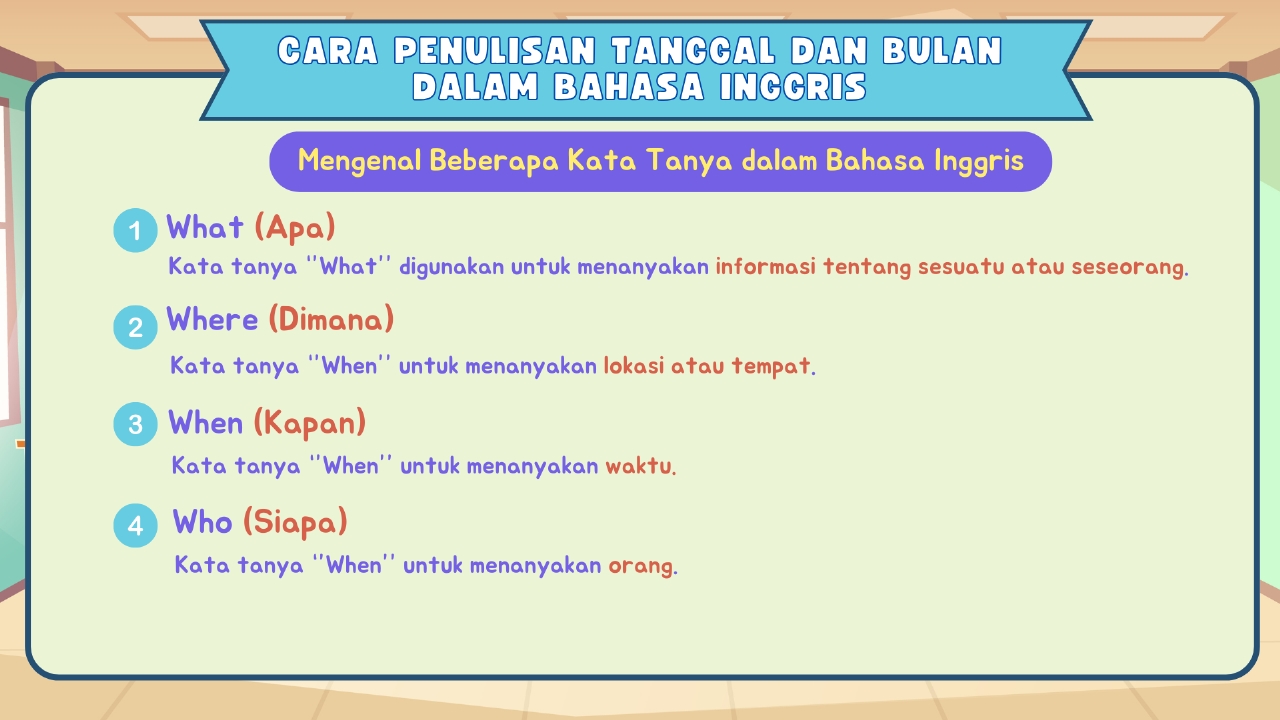 CARA PENULISAN TANGGAL DAN BULAN
DALAM BAHASA INGGRIS
Mengenal Beberapa Kata Tanya dalam Bahasa Inggris
1 What (Apa)
Kata tanya ''What'' digunakan untuk menanyakan informasi tentang sesuatu atau seseorang.
2 Where (Dimana)
Kata tanya ''When'' untuk menanyakan lokasi atau tempat.
3 When (Kapan)
Kata tanya ''When'' untuk menanyakan waktu.
4 Who (Siapa)
Kata tanya ''When'' untuk menanyakan orang.